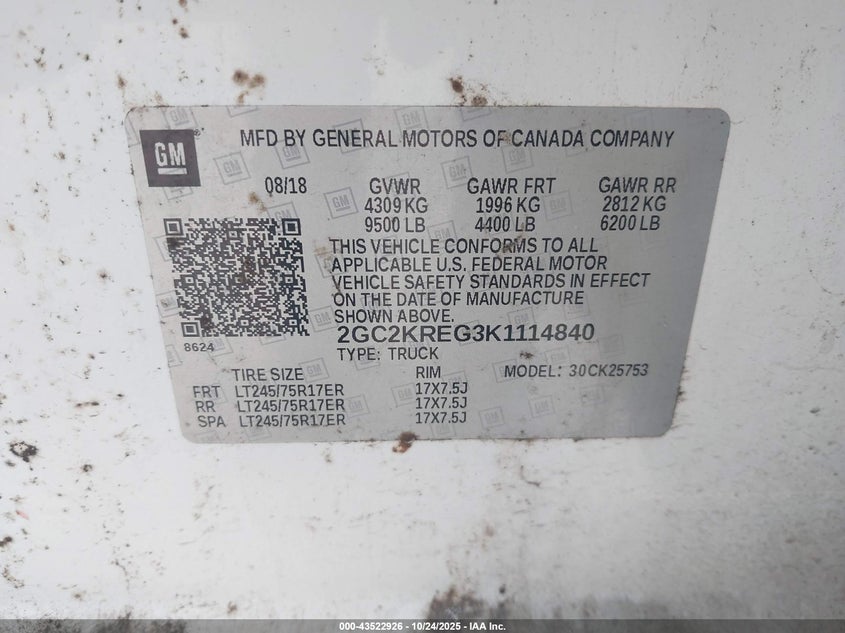 GM
MFD BY GENERAL MOTORS OF CANADA COMPANY
08/18 GVWR GAWR FRT GAWR RR
4309 KG 1996 KG 2812 KG
9500 LB 4400 LB 6200 LB
THIS VEHICLE CONFORMS TO ALL
APPLICABLE U.S. FEDERAL MOTOR
VEHICLE SAFETY STANDARDS IN EFFECT
ON THE DATE OF MANUFACTURE
SHOWN ABOVE.
2GC2KREG3K1114840
8624
TYPE: TRUCK
TIRE SIZE RIM MODEL: 30CK25753
FRT LT245/75R17ER 17X7.5J
RR LT245/75R17ER 17X7.5J
SPA LT245/75R17ER 17X7.5J
000-43522926 - 10/24/2025 - IAA Inc.